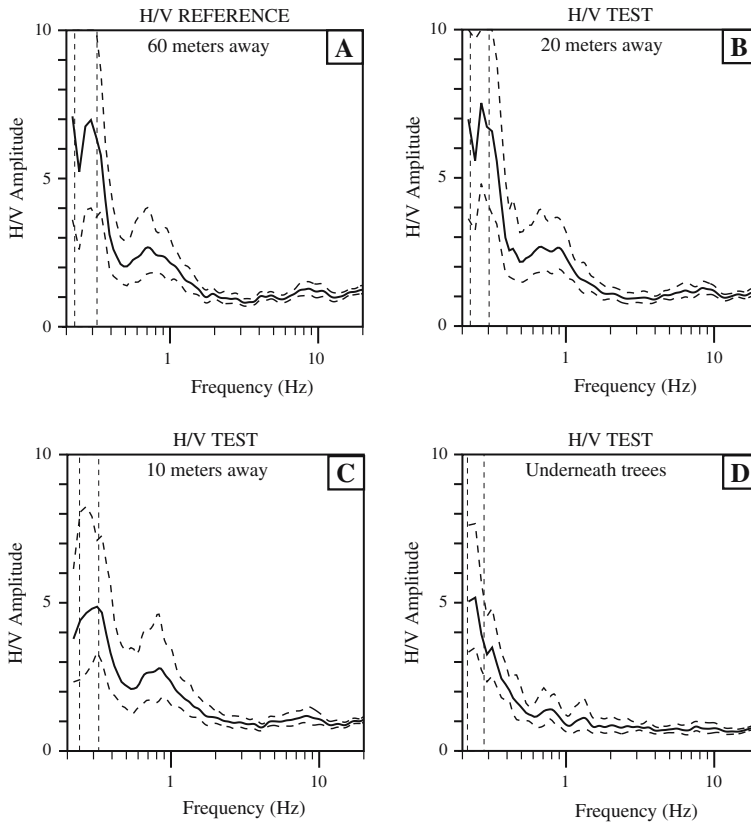 H/V REFERENCE
60 meters away
A
10
5
0
H/V Amplitude
1
10
Frequency (Hz)
H/V TEST
20 meters away
B
10
5
0
H/V Amplitude
1
10
Frequency (Hz)
H/V TEST
10 meters away
C
10
5
0
H/V Amplitude
1
10
Frequency (Hz)
H/V TEST
Underneath treees
D
10
5
0
H/V Amplitude
1
10
Frequency (Hz)